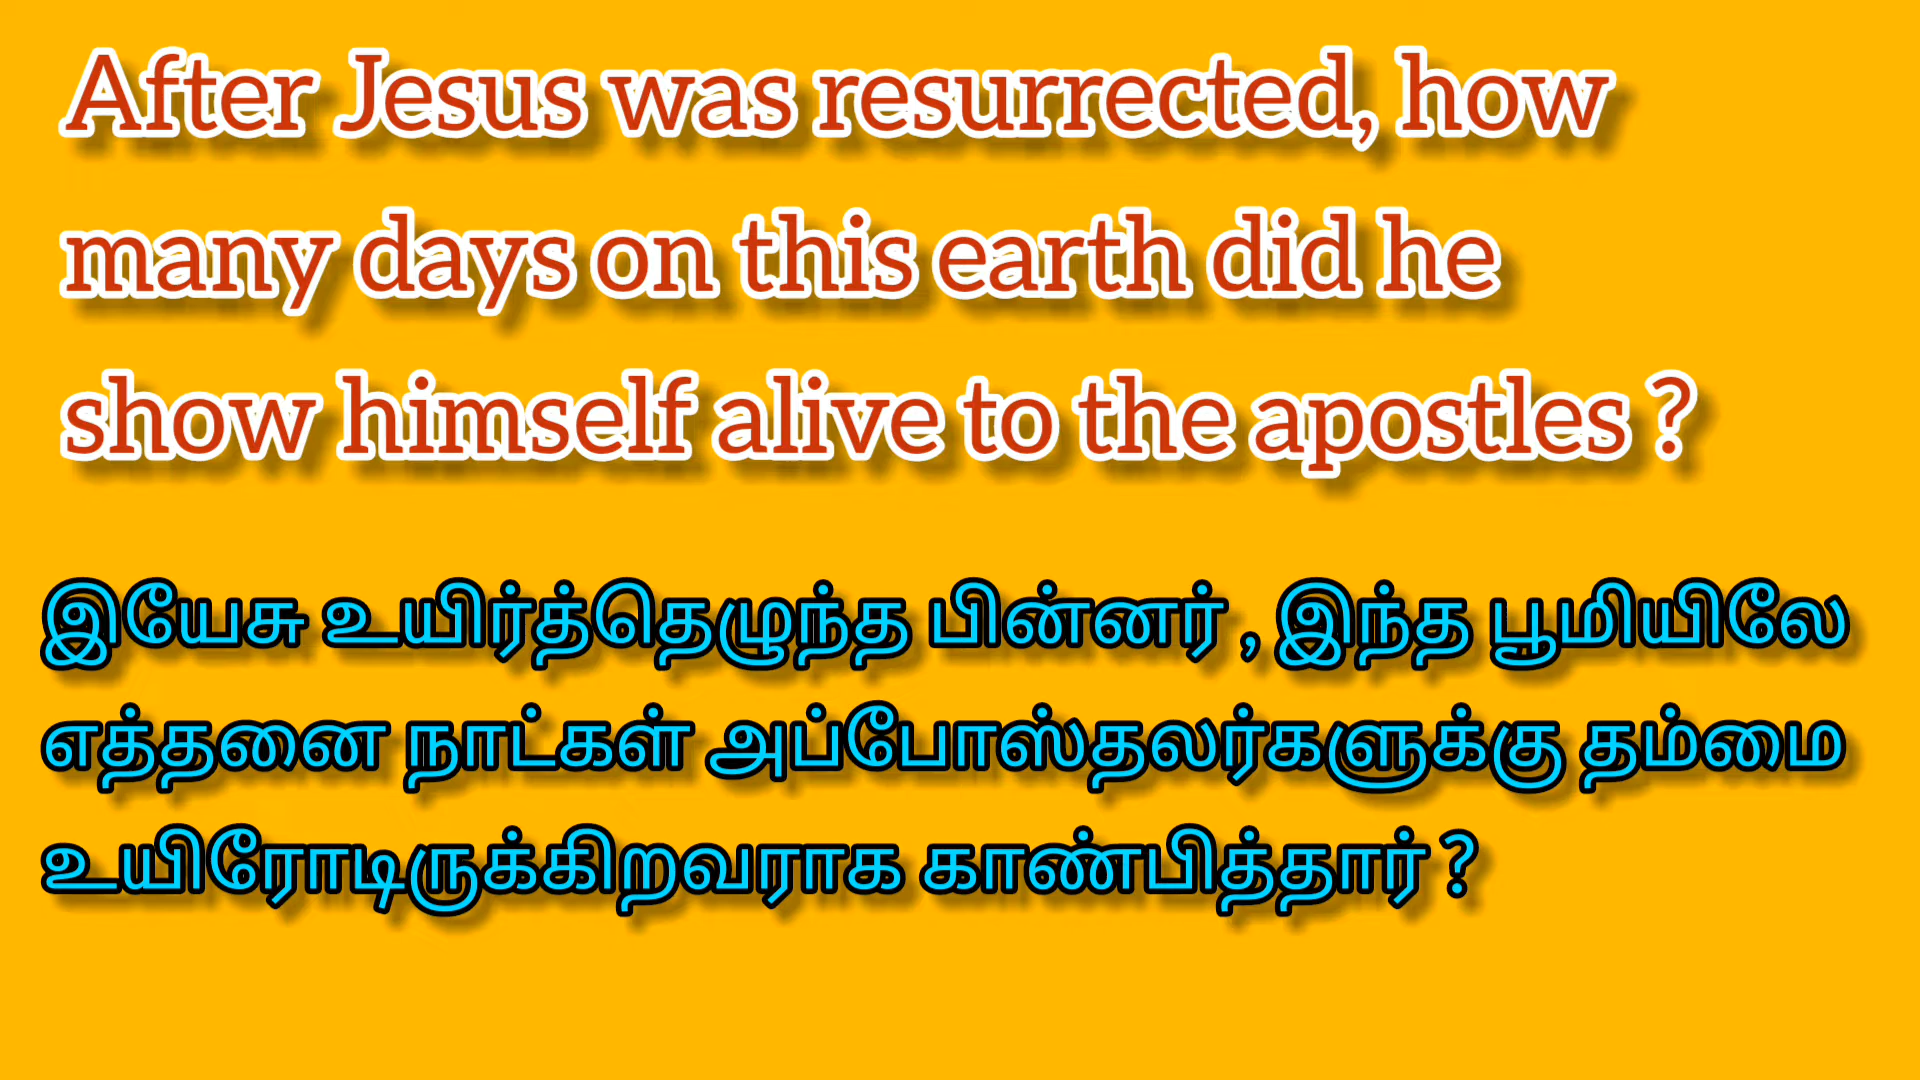 After Jesus was resurrected, how
many days on this earth did he
show himself alive to the apostles ?
இயேசு உயிர்த்தெழுந்த பின்னர் , இந்த பூமியிலே
எத்தனை நாட்கள் அப்போஸ்தலர்களுக்கு தம்மை
உயிரோடிருக்கிறவராக காண்பித்தார் ?